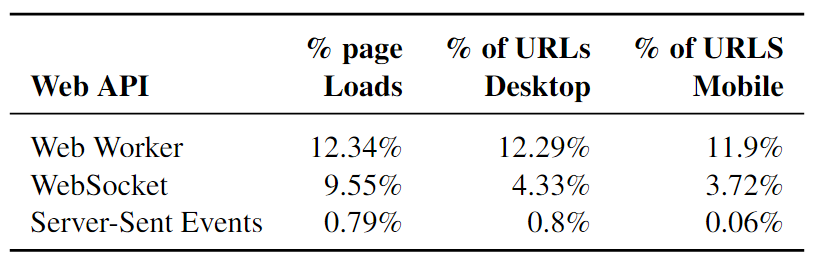 % page % of URLs % of URLS
Web API Loads Desktop Mobile
Web Worker 12.34% 12.29% 11.9%
WebSocket 9.55% 4.33% 3.72%
Server-Sent Events 0.79% 0.8% 0.06%